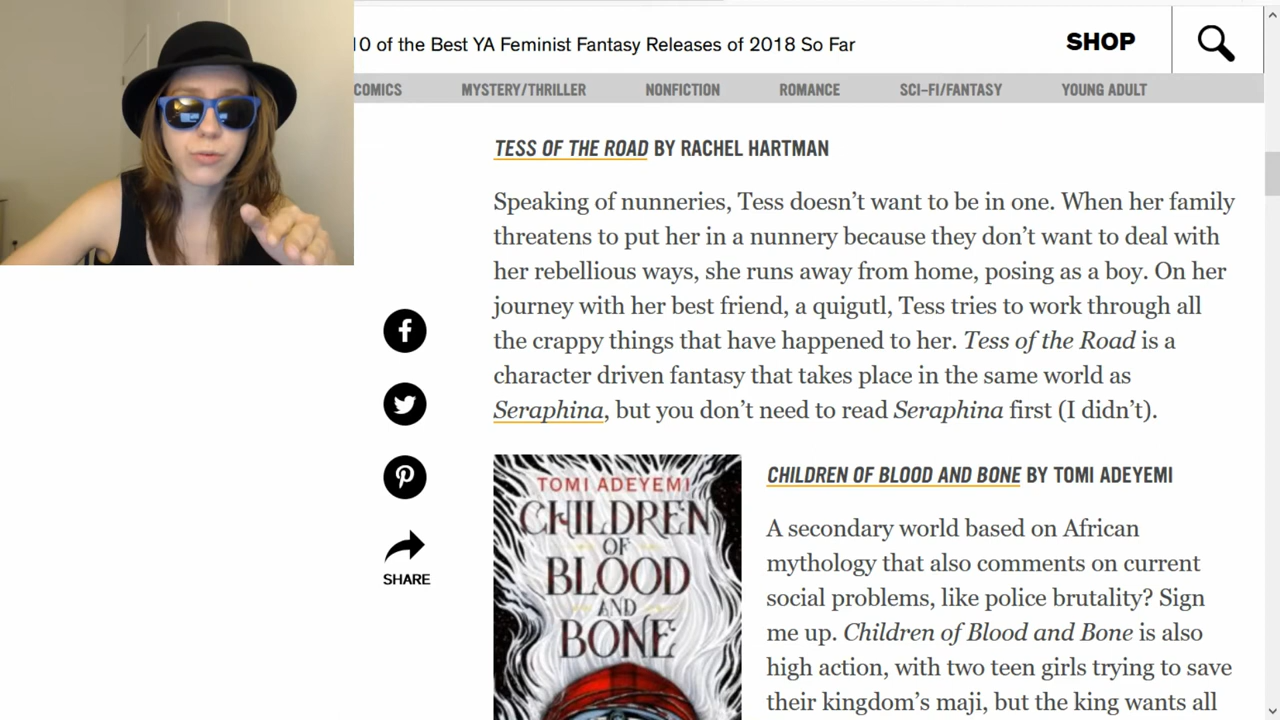 10 of the Best YA Feminist Fantasy Releases of 2018 So Far
SHOP
COMICS MYSTERY/THRILLER NONFICTION ROMANCE SCI-FI/FANTASY YOUNG ADULT
TESS OF THE ROAD BY RACHEL HARTMAN
Speaking of nunneries, Tess doesn’t want to be in one. When her family
threatens to put her in a nunnery because they don’t want to deal with
her rebellious ways, she runs away from home, posing as a boy. On her
journey with her best friend, a quigutl, Tess tries to work through all
the crappy things that have happened to her. Tess of the Road is a
character driven fantasy that takes place in the same world as
Seraphina, but you don’t need to read Seraphina first (I didn’t).
SHARE
TOMI ADEYEMI
CHILDREN
OF
BLOOD
AND
BONE
CHILDREN OF BLOOD AND BONE BY TOMI ADEYEMI
A secondary world based on African
mythology that also comments on current
social problems, like police brutality? Sign
me up. Children of Blood and Bone is also
high action, with two teen girls trying to save
their kingdom’s maji, but the king wants all